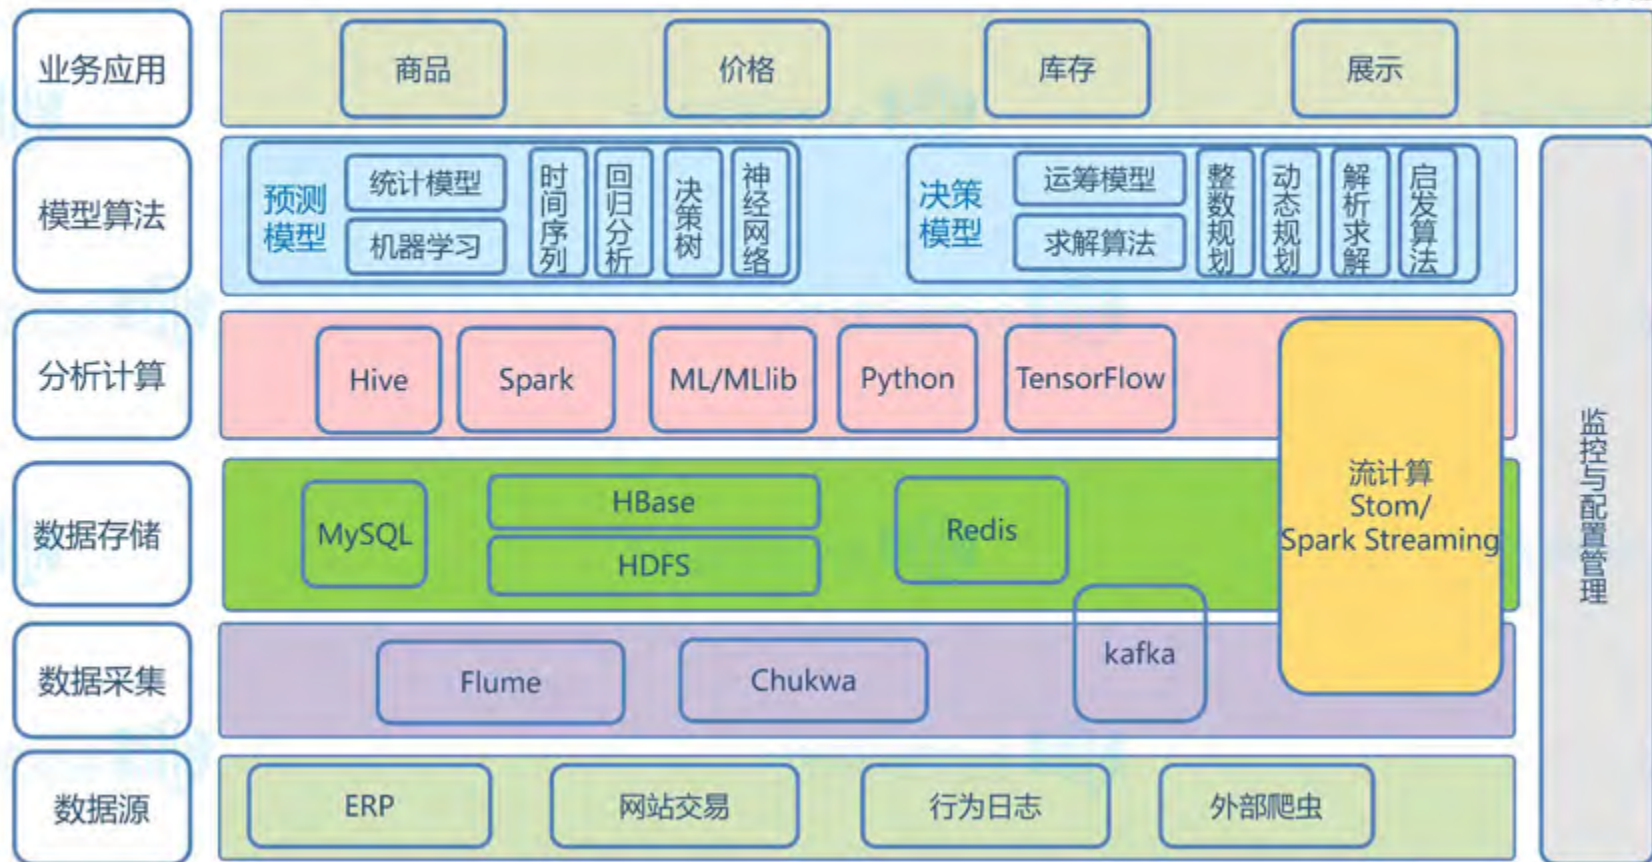 业务应用
商品
价格
库存
展示
模型算法
预测
模型
统计模型
机器学习
时间序列
回归分析
决策树
神经网络
决策
模型
运筹模型
求解算法
整数规划
动态规划
解析求解
启发算法
分析计算
Hive
Spark
ML/MLlib
Python
TensorFlow
流计算
Stom/
Spark Streaming
监控与配置管理
数据存储
MySQL
HBase
HDFS
Redis
数据采集
Flume
Chukwa
kafka
数据源
ERP
网站交易
行为日志
外部爬虫